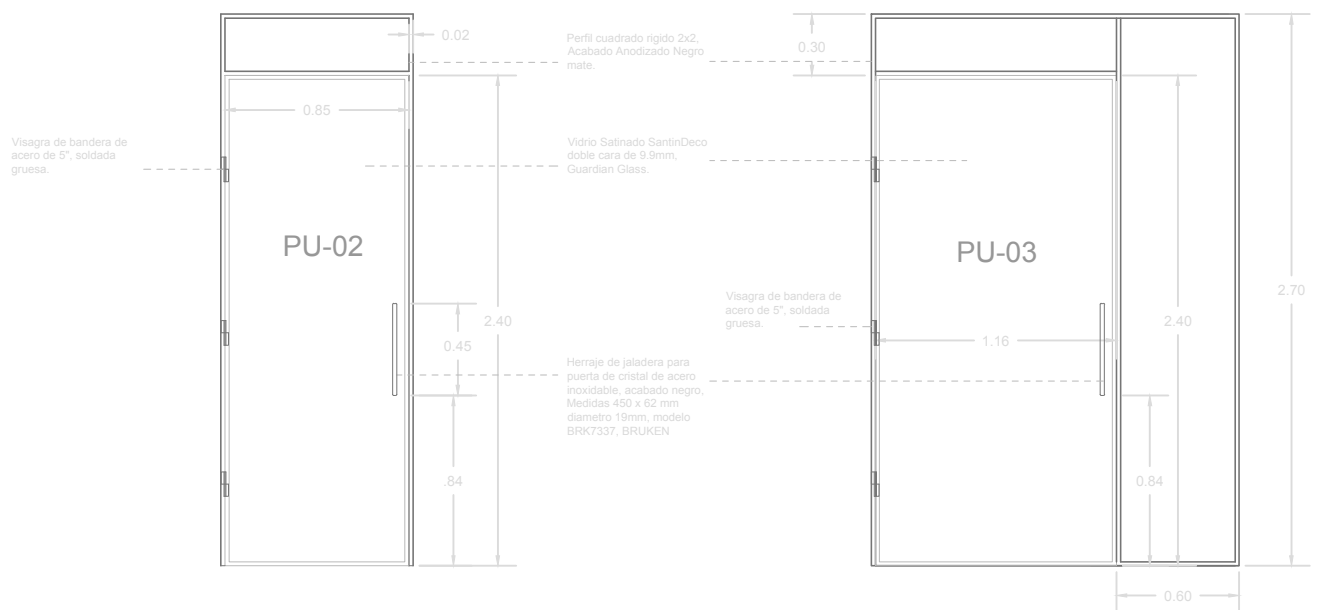 0.02
Perfil cuadrado rigido 2x2,
Acabado Anodizado Negro
mate.
0.30
0.85
Visagra de bandera de
acero de 5", soldada
gruesa.
Vidrio Satinado SantinDeco
doble cara de 9.9mm,
Guardian Glass.
PU-02
PU-03
Visagra de bandera de
acero de 5", soldada
gruesa.
2.70
2.40
2.40
0.45
1.16
Herraje de jaladera para
puerta de cristal de acero
inoxidable, acabado negro,
Medidas 450 x 62 mm
diametro 19mm, modelo
BRK7337, BRUKEN
.84
0.84
0.60